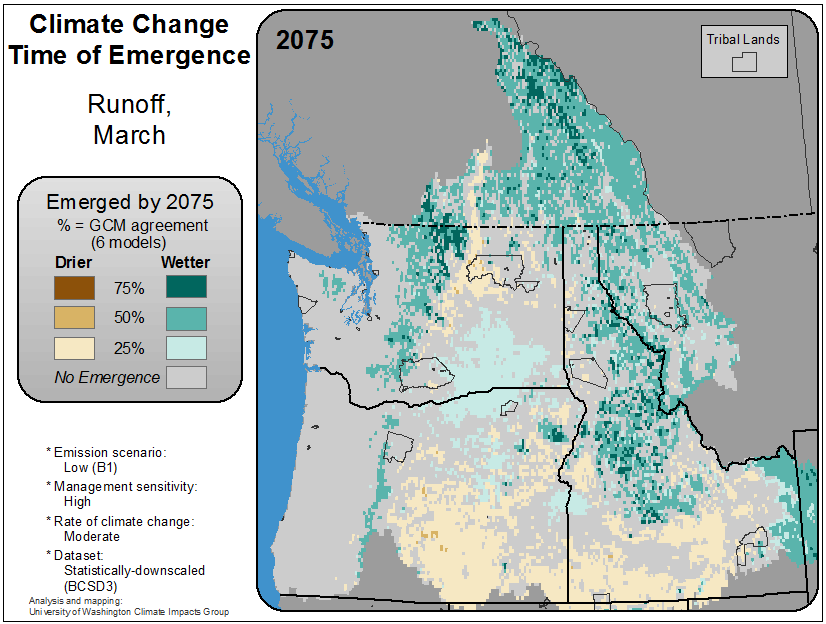 Climate Change
Time of Emergence
Runoff,
March
Emerged by 2075
% = GCM agreement
(6 models)
Drier Wetter
75%
50%
25%
No Emergence
* Emission scenario:
Low (B1)
* Management sensitivity:
High
* Rate of climate change:
Moderate
* Dataset:
Statistically-downscaled
(BCSD3)
Analysis and mapping:
University of Washington Climate Impacts Group
2075
Tribal Lands